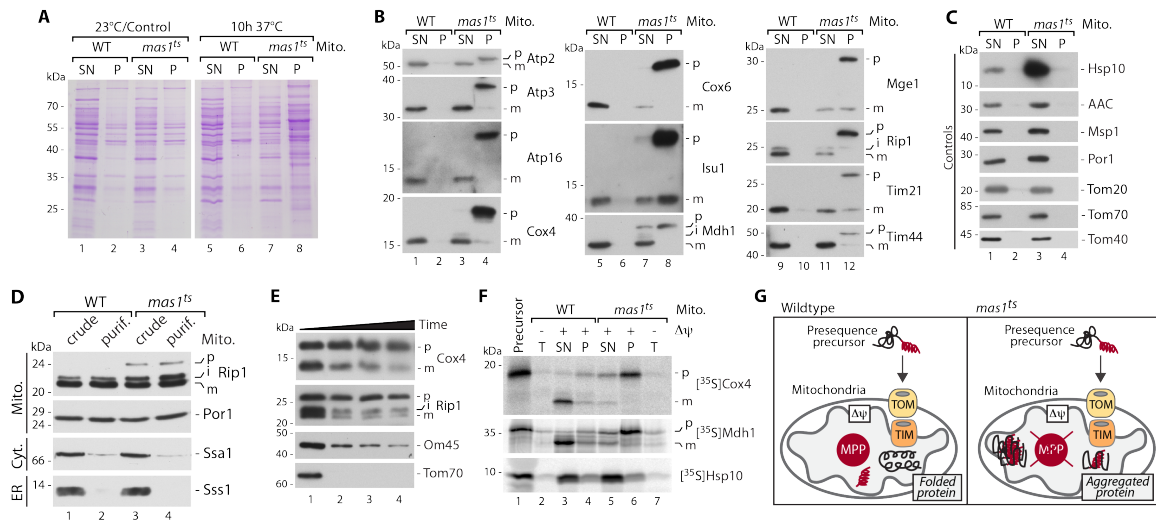 A
23°C/Control
10h 37°C
WT
mas1ts
WT
mas1ts
Mito.
kDa
SN
P
SN
P
SN
P
SN
P
70 -
55 -
45 -
35 -
25 -
1
2
3
4
5
6
7
8
B
WT
mas1ts
Mito.
kDa
SN
P
SN
P
50 -
p
m
Atp2
40 -
- p
Atp3
- m
30 -
- p
Atp16
15 -
- m
20 -
- p
Cox4
15 -
m
1
2
3
4
WT
mas1ts
Mito.
SN
P
SN
P
- p
15 -
Cox6
- m
- p
Isu1
15 -
- m
40 -
p
i Mdh1
m
5
6
7
8
WT
mas1ts
Mito.
kDa
SN
P
SN
P
30 -
- p
Mge1
25 -
- m
p
i Rip1
m
25 -
- p
Tim21
20 -
- m
50 -
p Tim44
45 -
m
40 -
9
10
11
12
C
WT
mas1ts
Mito.
kDa
SN
P
SN
P
Controls
- Hsp10
10 -
30 -
- AAC
40 -
- Msp1
30 -
- Por1
20 -
- Tom20
85 -
- Tom70
45 -
- Tom40
1
2
3
4
D
WT
mas1ts
crude
purif.
crude
purif.
Mito.
kDa
Mito.
24 -
20 -
p
i Rip1
m
29 -
24 -
- Por1
Cyt.
66 -
- Ssa1
ER
14 -
- Sss1
1
2
3
4
E
Time
kDa
20 -
- p
Cox4
15 -
- m
25 -
20 -
- p
i Rip1
m
50 -
40 -
- Om45
60 -
- Tom70
1
2
3
4
F
Precursor
WT
mas1ts
Mito.
-
+
+
+
+
-
Δψ
kDa
T
SN
P
SN
P
T
20 -
- p
[35S]Cox4
- m
35 -
p
[35S]Mdh1
m
10 -
[35S]Hsp10
1
2
3
4
5
6
7
G
Wildtype
mas1ts
Presequence
precursor
Mitochondria
Δψ
TOM
TIM
MPP
Folded
protein
Presequence
precursor
Mitochondria
Δψ
TOM
TIM
MPP
Aggregated
protein